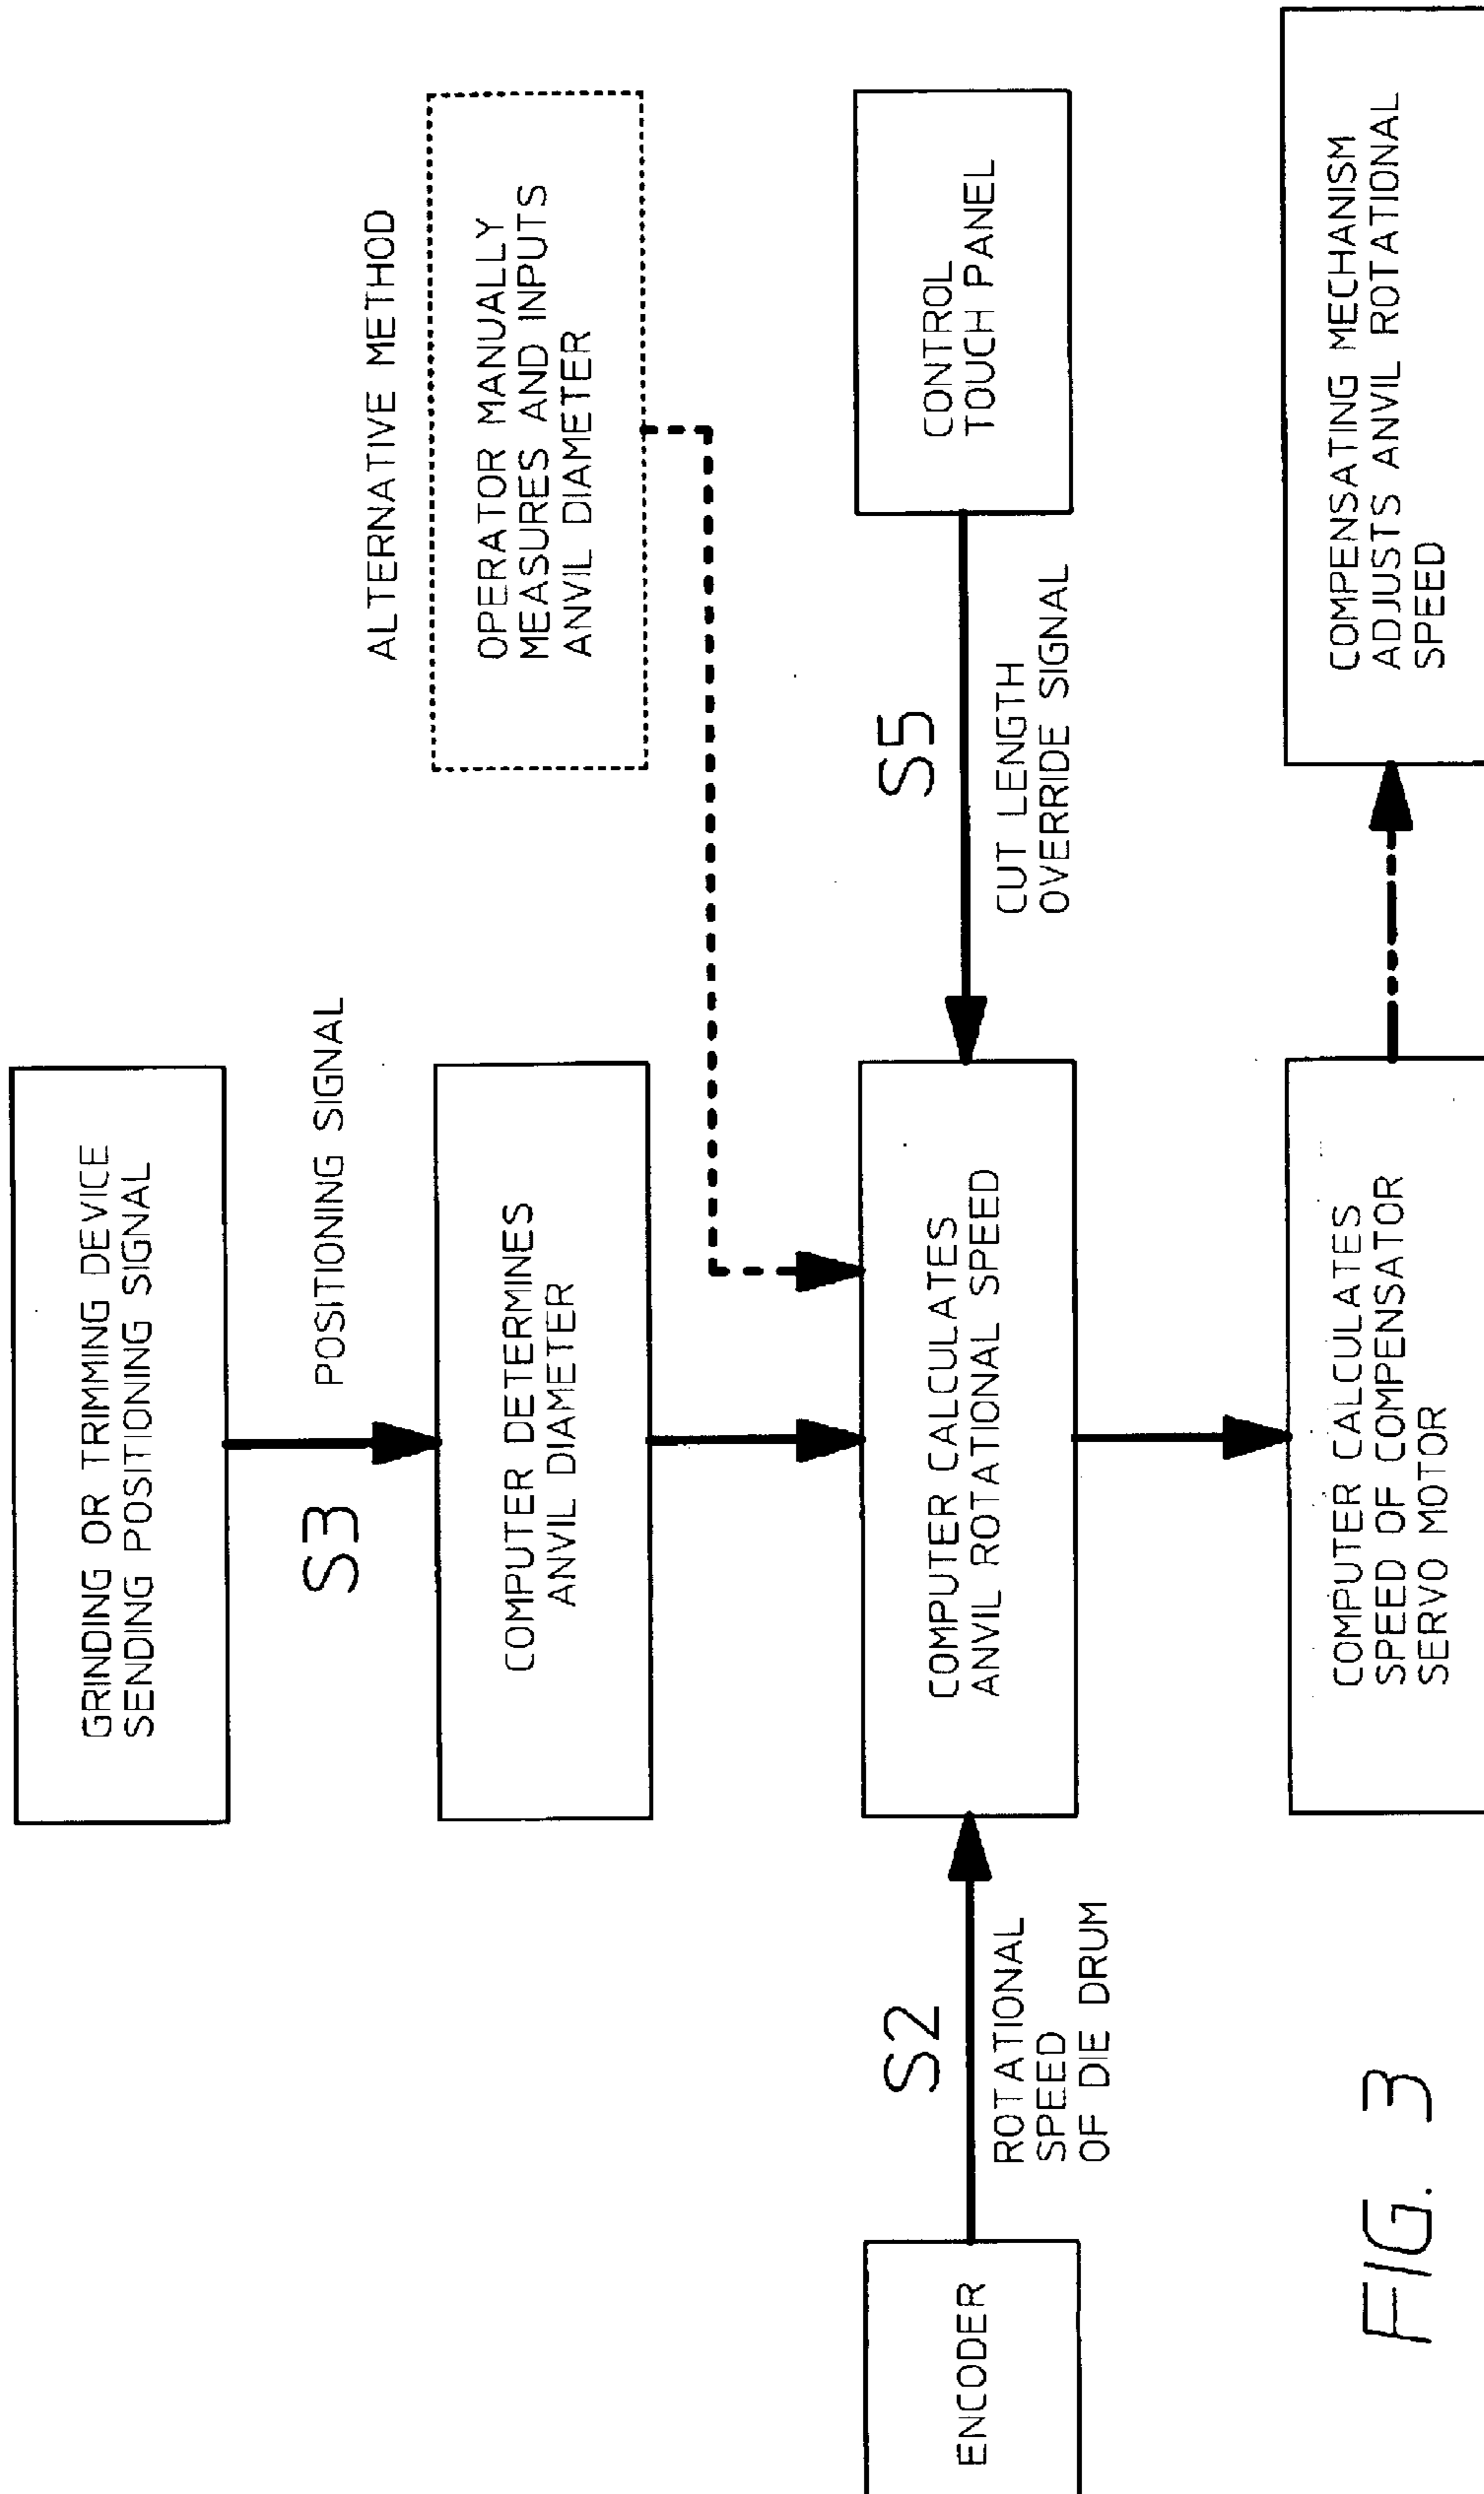 GRINDING OR TRIMMING DEVICE
SENDING POSITIONING SIGNAL
S3
POSITIONING SIGNAL
ALTERNATIVE METHOD
COMPUTER DETERMINES
ANVIL DIAMETER
OPERATOR MANUALLY
MEASURES AND INPUTS
ANVIL DIAMETER
ENCODER
S2
ROTATIONAL
SPEED
OF DIE DRUM
COMPUTER CALCULATES
ANVIL ROTATIONAL SPEED
S5
CUT LENGTH
OVERRIDE SIGNAL
CONTROL
TOUCH PANEL
COMPUTER CALCULATES
SPEED OF COMPENSATOR
SERVO MOTOR
COMPENSATING MECHANISM
ADJUSTS ANVIL ROTATIONAL
SPEED
FIG. 3